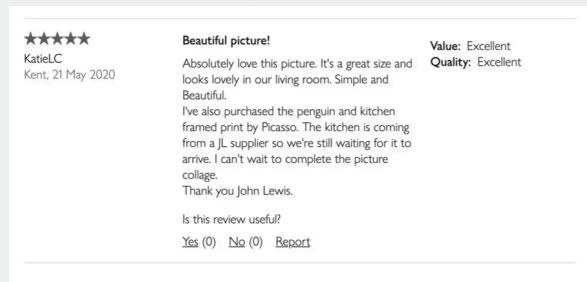 ★★★★★
KatieLC
Kent, 21 May 2020
Beautiful picture!
Absolutely love this picture. It's a great size and
looks lovely in our living room. Simple and
Beautiful.
I've also purchased the penguin and kitchen
framed print by Picasso. The kitchen is coming
from a JL supplier so we're still waiting for it to
arrive. I can't wait to complete the picture
collage.
Thank you John Lewis.
Is this review useful?
Yes (0) No (0) Report
Value: Excellent
Quality: Excellent